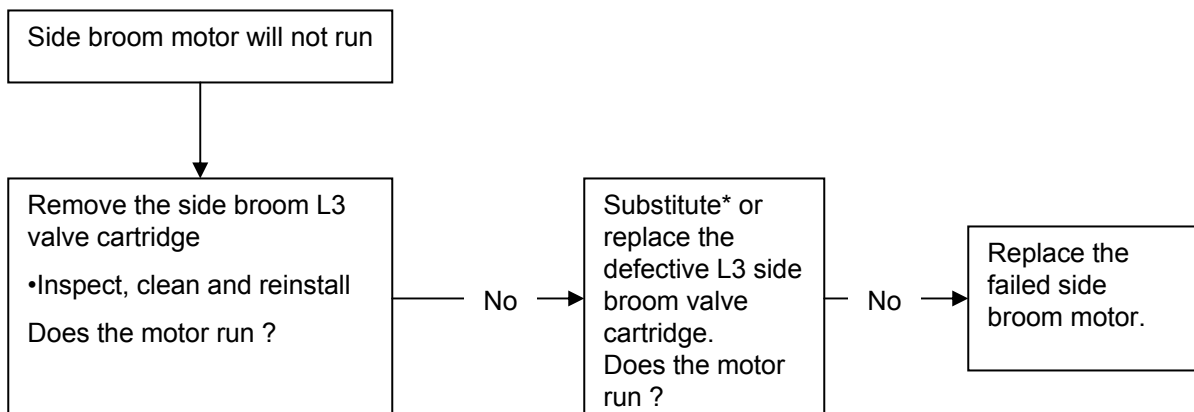 Side broom motor will not run
Remove the side broom L3
valve cartridge
•Inspect, clean and reinstall
Does the motor run ?
No
Substitute* or
replace the
defective L3 side
broom valve
cartridge.
Does the motor
run ?
No
Replace the
failed side
broom motor.